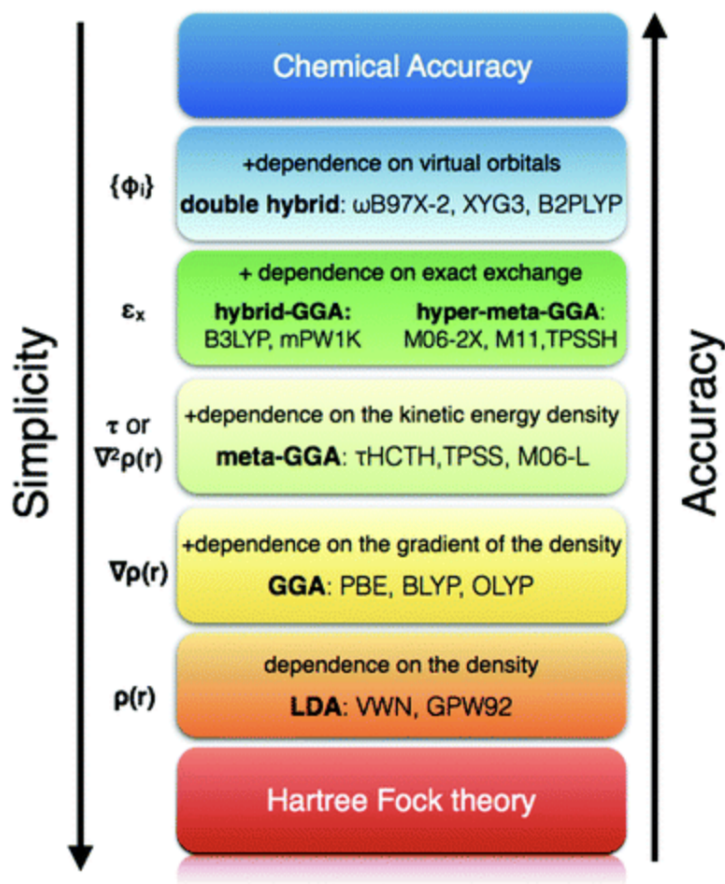 Chemical Accuracy
+dependence on virtual orbitals
{ϕᵢ}
double hybrid: ωB97X-2, XYG3, B2PLYP
+ dependence on exact exchange
εₓ
hybrid-GGA:
B3LYP, mPW1K
hyper-meta-GGA:
M06-2X, M11,TPSSH
+dependence on the kinetic energy density
τ or
∇²ρ(r)
meta-GGA: τHCTH,TPSS, M06-L
+dependence on the gradient of the density
∇ρ(r)
GGA: PBE, BLYP, OLYP
dependence on the density
ρ(r)
LDA: VWN, GPW92
Hartree Fock theory
Simplicity
Accuracy